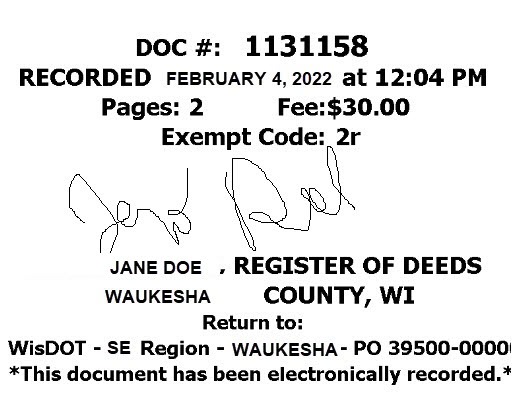 DOC #: 1131158
RECORDED FEBRUARY 4, 2022 at 12:04 PM
Pages: 2 Fee:$30.00
Exempt Code: 2r
JANE DOE , REGISTER OF DEEDS
WAUKESHA COUNTY, WI
Return to:
WisDOT - SE Region - WAUKESHA - PO 39500-0000
*This document has been electronically recorded.*